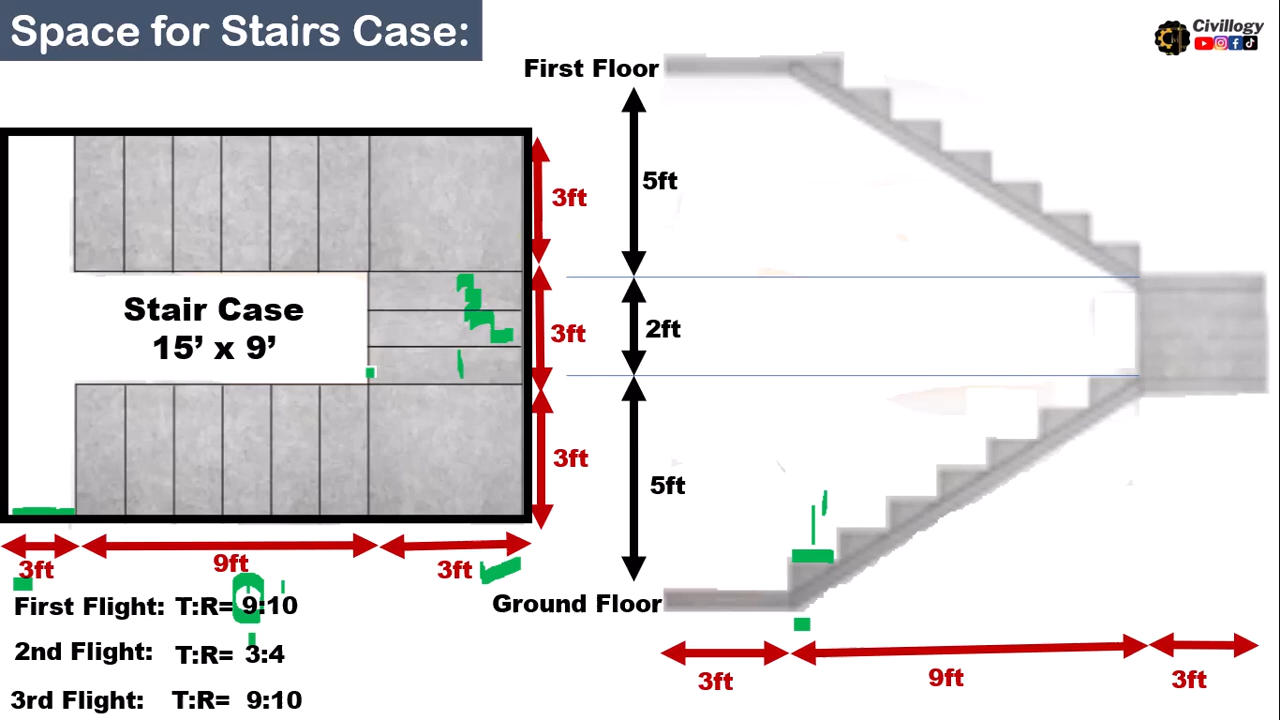 Space for Stairs Case:
Civillogy
First Floor
5ft
3ft
Stair Case
15’ x 9’
3ft
2ft
3ft
5ft
3ft
9ft
3ft
Ground Floor
First Flight: T:R= 9:10
2nd Flight: T:R= 3:4
3rd Flight: T:R= 9:10
3ft
9ft
3ft